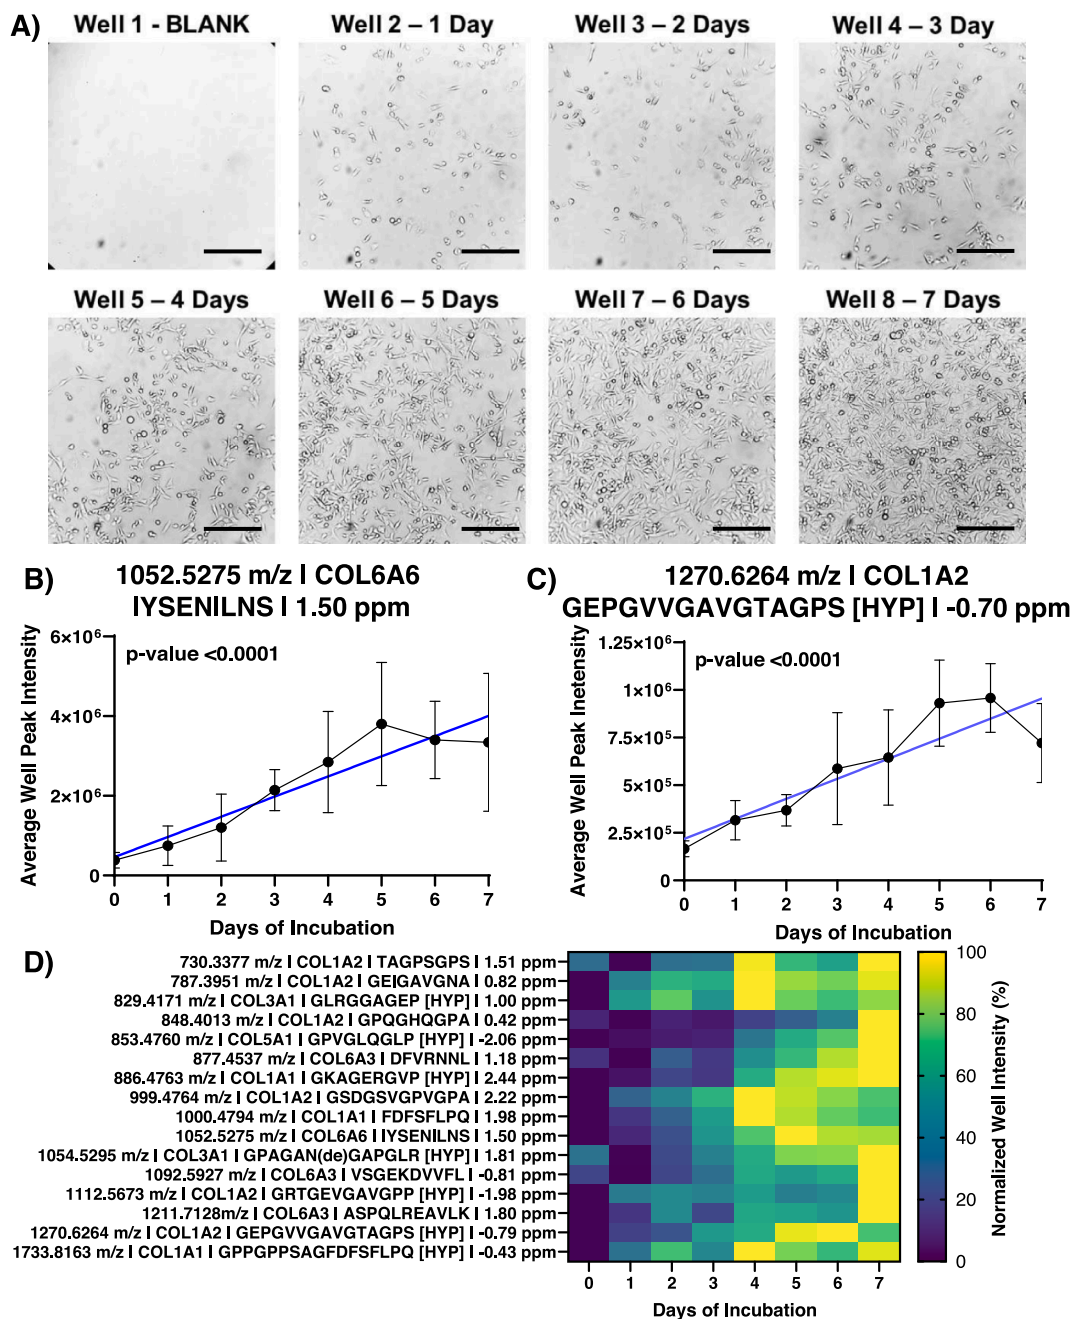 A)
Well 1 - BLANK
Well 2 – 1 Day
Well 3 – 2 Days
Well 4 – 3 Day
Well 5 – 4 Days
Well 6 – 5 Days
Well 7 – 6 Days
Well 8 – 7 Days
B)
1052.5275 m/z I COL6A6
IYSENILNS I 1.50 ppm
p-value <0.0001
Average Well Peak Intensity
6×10⁶
4×10⁶
2×10⁶
0
0 1 2 3 4 5 6 7
Days of Incubation
C)
1270.6264 m/z I COL1A2
GEPGVVGAVGTAGPS [HYP] I -0.70 ppm
p-value <0.0001
Average Well Peak Inetensity
1.25×10⁶
1×10⁶
7.5×10⁵
5×10⁵
2.5×10⁵
0
0 1 2 3 4 5 6 7
Days of Incubation
D)
730.3377 m/z I COL1A2 I TAGPSGPS I 1.51 ppm
787.3951 m/z I COL1A2 I GEIGAVGNA I 0.82 ppm
829.4171 m/z I COL3A1 I GLRGGAGEP [HYP] I 1.00 ppm
848.4013 m/z I COL1A2 I GPQGHQGPA I 0.42 ppm
853.4760 m/z I COL5A1 I GPVGLQGLP [HYP] I -2.06 ppm
877.4537 m/z I COL6A3 I DFVRNNL I 1.18 ppm
886.4763 m/z I COL1A1 I GKAGERGVP [HYP] I 2.44 ppm
999.4764 m/z I COL1A2 I GSDGSVGPVGPA I 2.22 ppm
1000.4794 m/z I COL1A1 I FDFSFLPQ I 1.98 ppm
1052.5275 m/z I COL6A6 I IYSENILNS I 1.50 ppm
1054.5295 m/z I COL3A1 I GPAGAN(de)GAPGLR [HYP] I 1.81 ppm
1092.5927 m/z I COL6A3 I VSGEKDVVFL I -0.81 ppm
1112.5673 m/z I COL1A2 I GRTGEVGAVGPP [HYP] I -1.98 ppm
1211.7128m/z I COL6A3 I ASPQLREAVLK I 1.80 ppm
1270.6264 m/z I COL1A2 I GEPGVVGAVGTAGPS [HYP] I -0.79 ppm
1733.8163 m/z I COL1A1 I GPPGPPSAGFDFSFLPQ [HYP] I -0.43 ppm
0 1 2 3 4 5 6 7
Days of Incubation
100
80
60
40
20
0
Normalized Well Intensity (%)